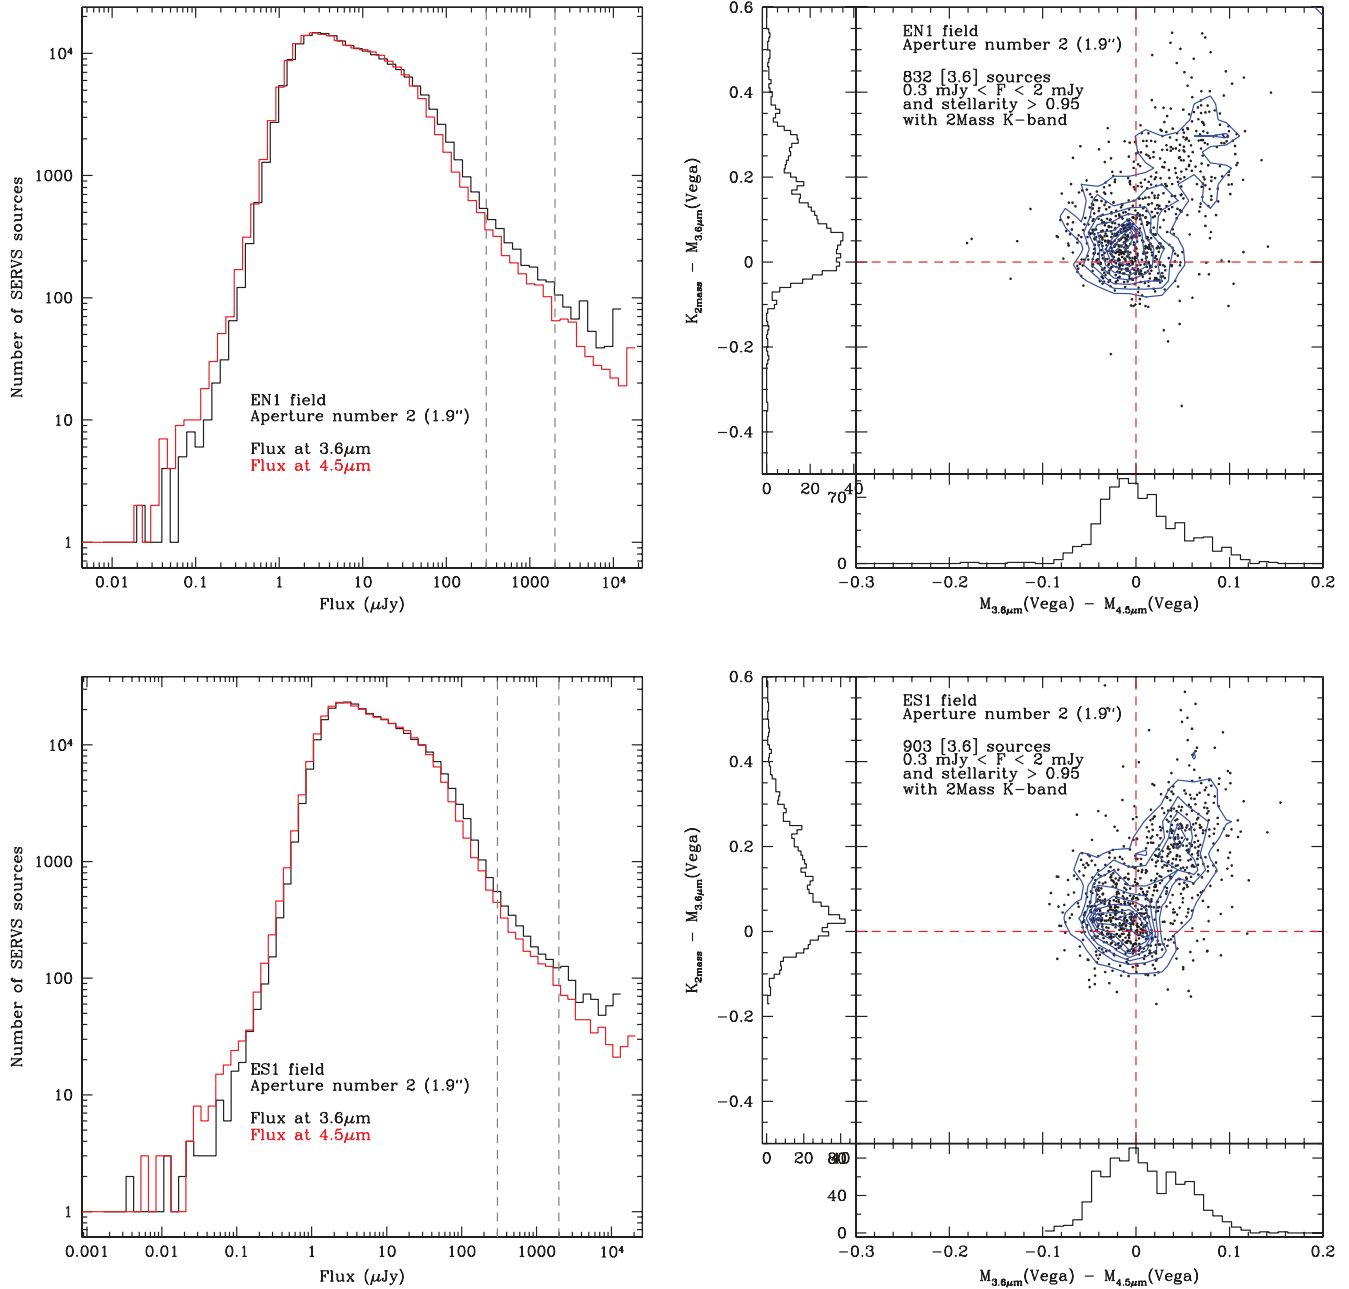 Number of SERVS sources
10⁴
1000
100
10
1
EN1 field
Aperture number 2 (1.9")
Flux at 3.6μm
Flux at 4.5μm
0.01 0.1 1 10 100 1000 10⁴
Flux (μJy)
K2mass − M3.6μm(Vega)
0.6
0.4
0.2
0
−0.2
−0.4
EN1 field
Aperture number 2 (1.9")
832 [3.6] sources
0.3 mJy < F < 2 mJy
and stellarity > 0.95
with 2Mass K−band
0 20 40
70
0
−0.3 −0.2 −0.1 0 0.1 0.2
M3.6μm(Vega) − M4.5μm(Vega)
Number of SERVS sources
10⁴
1000
100
10
1
ES1 field
Aperture number 2 (1.9")
Flux at 3.6μm
Flux at 4.5μm
0.001 0.01 0.1 1 10 100 1000 10⁴
Flux (μJy)
K2mass − M3.6μm(Vega)
0.6
0.4
0.2
0
−0.2
−0.4
ES1 field
Aperture number 2 (1.9")
903 [3.6] sources
0.3 mJy < F < 2 mJy
and stellarity > 0.95
with 2Mass K−band
0 20 40
80
40
0
−0.3 −0.2 −0.1 0 0.1 0.2
M3.6μm(Vega) − M4.5μm(Vega)